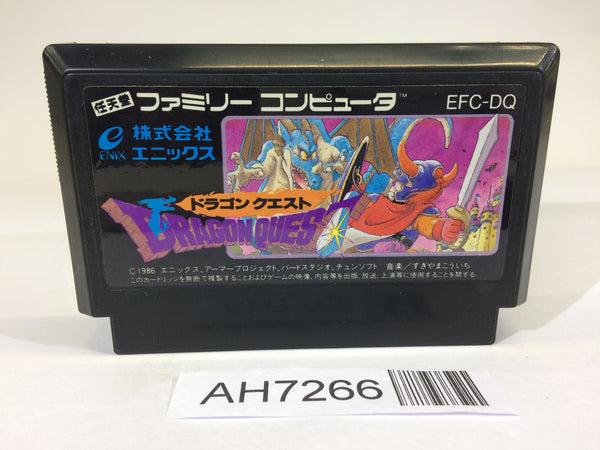 任天堂 ファミリー コンピュータ™ EFC-DQ
株式会社
ENIX エニックス
ドラゴンクエスト
DRAGON QUEST
© 1986 エニックス、アーマープロジェクト、バードスタジオ、チュンソフト 音楽/すぎやまこういち
このカートリッジを無断で複製することおよびゲームの映像、内容等を出版、放送、上演等に使用することを禁ずる。
AH7266